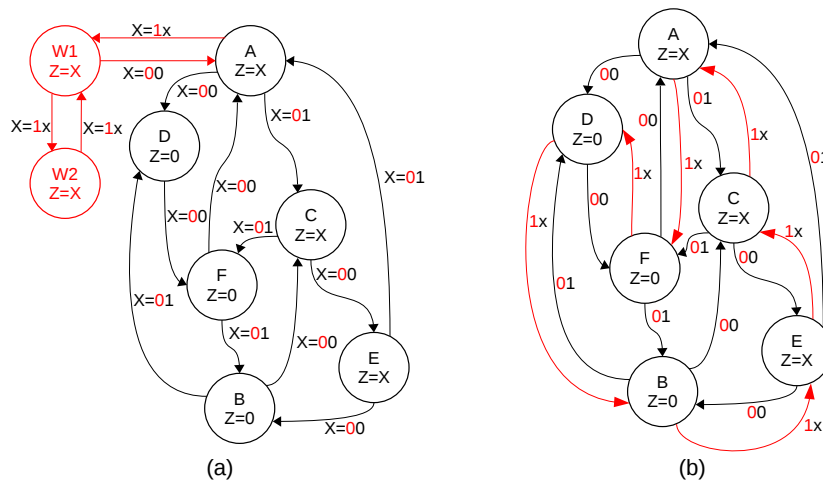 X=1x
W1
Z=X
X=00
A
Z=X
X=00
X=01
X=1x
X=1x
D
Z=0
W2
Z=X
X=00
X=00
X=01
X=01
C
Z=X
F
Z=0
X=00
X=01
X=01
X=00
E
Z=X
B
Z=0
X=00
(a)
A
Z=X
00
01
00
D
Z=0
1x
1x
1x
01
00
C
Z=X
1x
01
00
1x
F
Z=0
01
01
00
E
Z=X
B
Z=0
00
1x
(b)